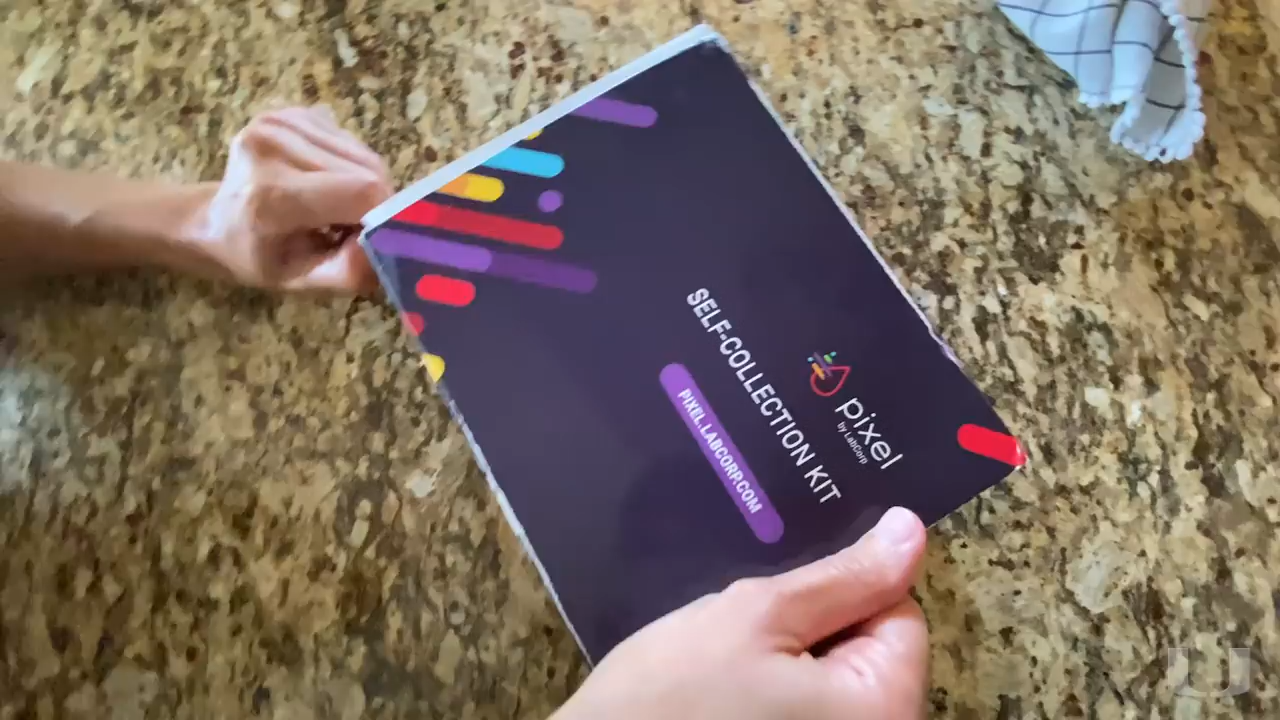 pixel
by LabCorp
SELF-COLLECTION KIT
PIXEL.LABCORP.COM
U